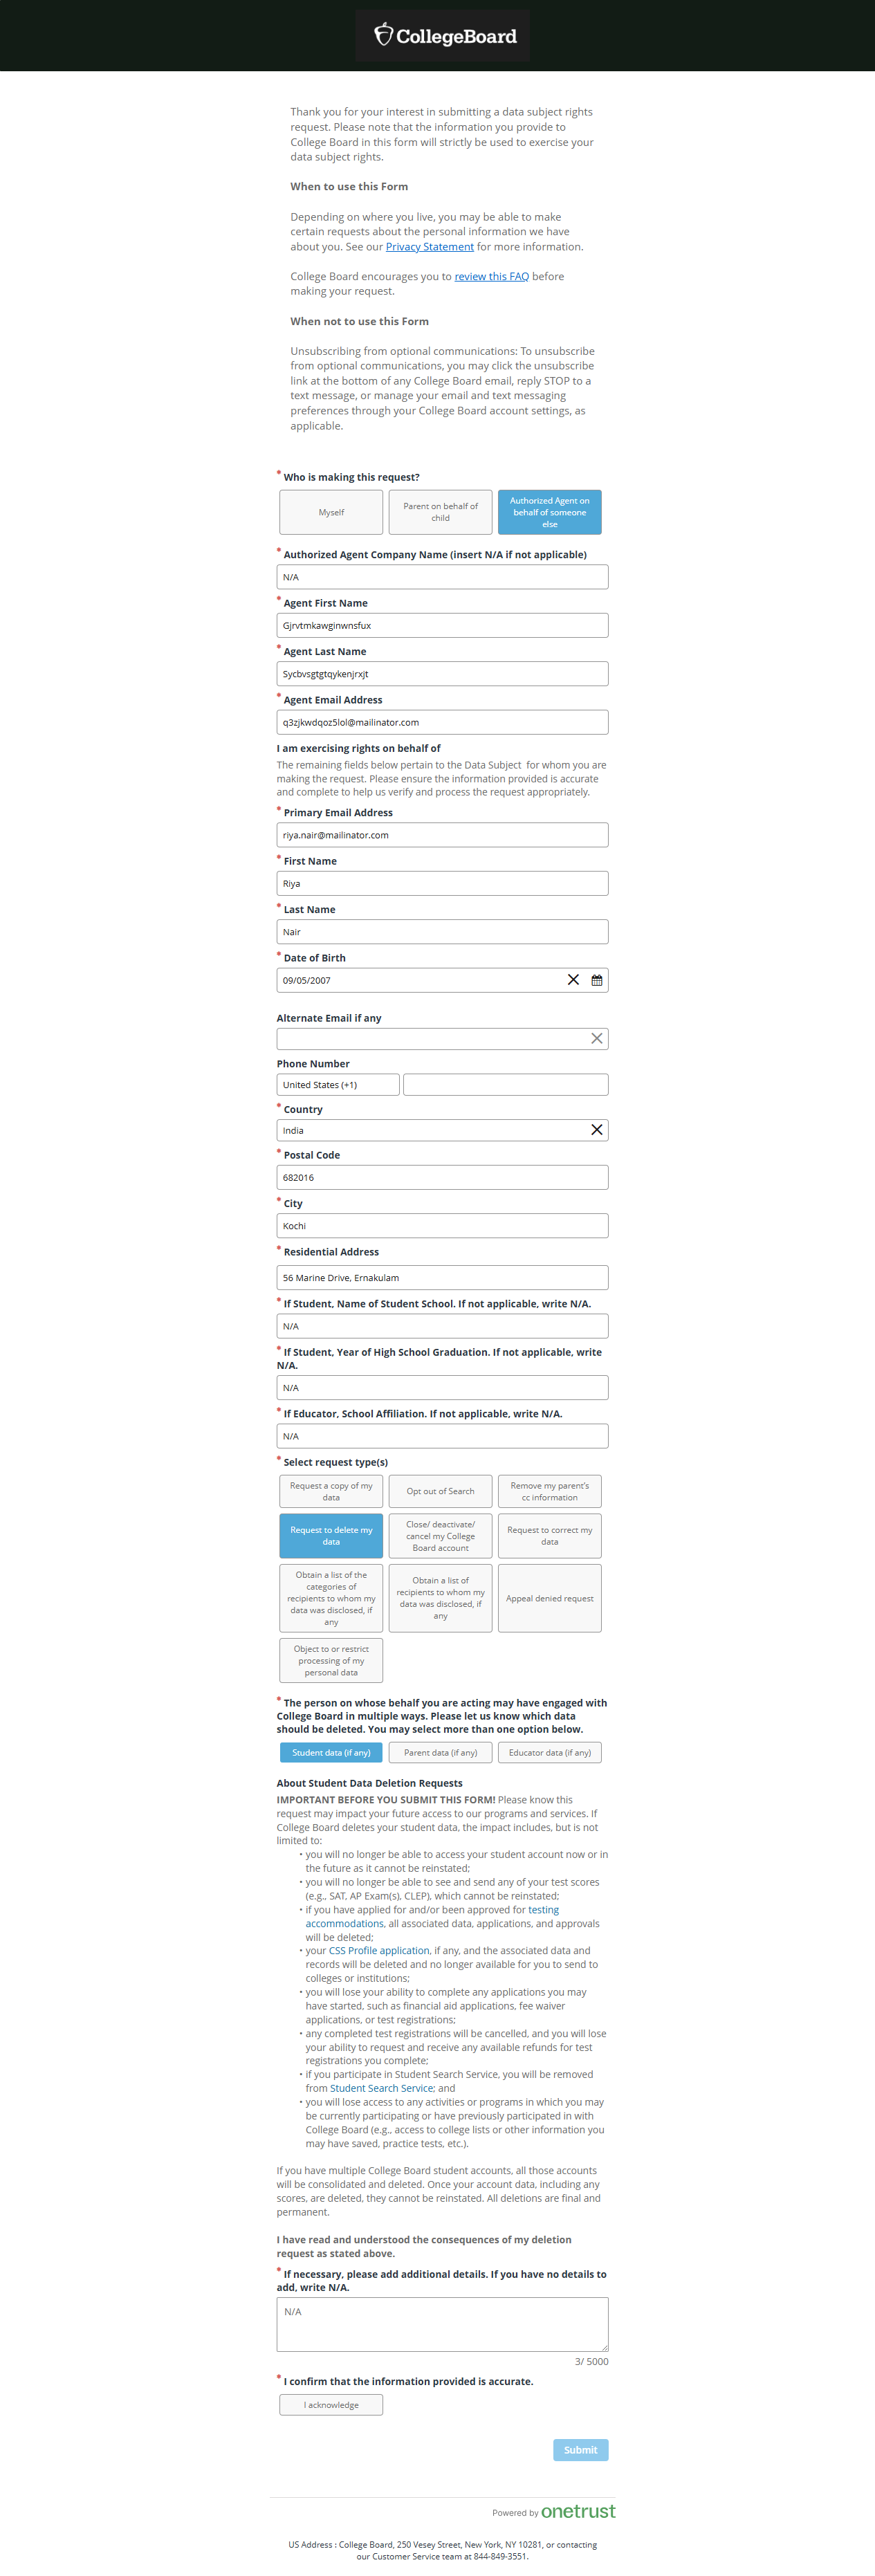 CollegeBoard
Thank you for your interest in submitting a data subject rights
request. Please note that the information you provide to
College Board in this form will strictly be used to exercise your
data subject rights.
When to use this Form
Depending on where you live, you may be able to make
certain requests about the personal information we have
about you. See our Privacy Statement for more information.
College Board encourages you to review this FAQ before
making your request.
When not to use this Form
Unsubscribing from optional communications: To unsubscribe
from optional communications, you may click the unsubscribe
link at the bottom of any College Board email, reply STOP to a
text message, or manage your email and text messaging
preferences through your College Board account settings, as
applicable.
* Who is making this request?
Myself
Parent on behalf of
child
Authorized Agent on
behalf of someone
else
* Authorized Agent Company Name (insert N/A if not applicable)
N/A
* Agent First Name
Gjrvtmkawginwnsfux
* Agent Last Name
Sycbvsgtgtqykenjrxjt
* Agent Email Address
q3zjkwdqoz5lol@mailinator.com
I am exercising rights on behalf of
The remaining fields below pertain to the Data Subject for whom you are
making the request. Please ensure the information provided is accurate
and complete to help us verify and process the request appropriately.
* Primary Email Address
riya.nair@mailinator.com
* First Name
Riya
* Last Name
Nair
* Date of Birth
09/05/2007
Alternate Email if any
Phone Number
United States (+1)
* Country
India
* Postal Code
682016
* City
Kochi
* Residential Address
56 Marine Drive, Ernakulam
* If Student, Name of Student School. If not applicable, write N/A.
N/A
* If Student, Year of High School Graduation. If not applicable, write
N/A.
N/A
* If Educator, School Affiliation. If not applicable, write N/A.
N/A
* Select request type(s)
Request a copy of my
data
Opt out of Search
Remove my parent's
cc information
Request to delete my
data
Close/ deactivate/
cancel my College
Board account
Request to correct my
data
Obtain a list of the
categories of
recipients to whom my
data was disclosed, if
any
Obtain a list of
recipients to whom my
data was disclosed, if
any
Appeal denied request
Object to or restrict
processing of my
personal data
* The person on whose behalf you are acting may have engaged with
College Board in multiple ways. Please let us know which data
should be deleted. You may select more than one option below.
Student data (if any)
Parent data (if any)
Educator data (if any)
About Student Data Deletion Requests
IMPORTANT BEFORE YOU SUBMIT THIS FORM! Please know this
request may impact your future access to our programs and services. If
College Board deletes your student data, the impact includes, but is not
limited to:
• you will no longer be able to access your student account now or in
the future as it cannot be reinstated;
• you will no longer be able to see and send any of your test scores
(e.g., SAT, AP Exam(s), CLEP), which cannot be reinstated;
• if you have applied for and/or been approved for testing
accommodations, all associated data, applications, and approvals
will be deleted;
• your CSS Profile application, if any, and the associated data and
records will be deleted and no longer available for you to send to
colleges or institutions;
• you will lose your ability to complete any applications you may
have started, such as financial aid applications, fee waiver
applications, or test registrations;
• any completed test registrations will be cancelled, and you will lose
your ability to request and receive any available refunds for test
registrations you complete;
• if you participate in Student Search Service, you will be removed
from Student Search Service; and
• you will lose access to any activities or programs in which you may
be currently participating or have previously participated in with
College Board (e.g., access to college lists or other information you
may have saved, practice tests, etc.).
If you have multiple College Board student accounts, all those accounts
will be consolidated and deleted. Once your account data, including any
scores, are deleted, they cannot be reinstated. All deletions are final and
permanent.
I have read and understood the consequences of my deletion
request as stated above.
* If necessary, please add additional details. If you have no details to
add, write N/A.
N/A
3/ 5000
* I confirm that the information provided is accurate.
I acknowledge
Submit
Powered by onetrust
US Address : College Board, 250 Vesey Street, New York, NY 10281, or contacting
our Customer Service team at 844-849-3551.